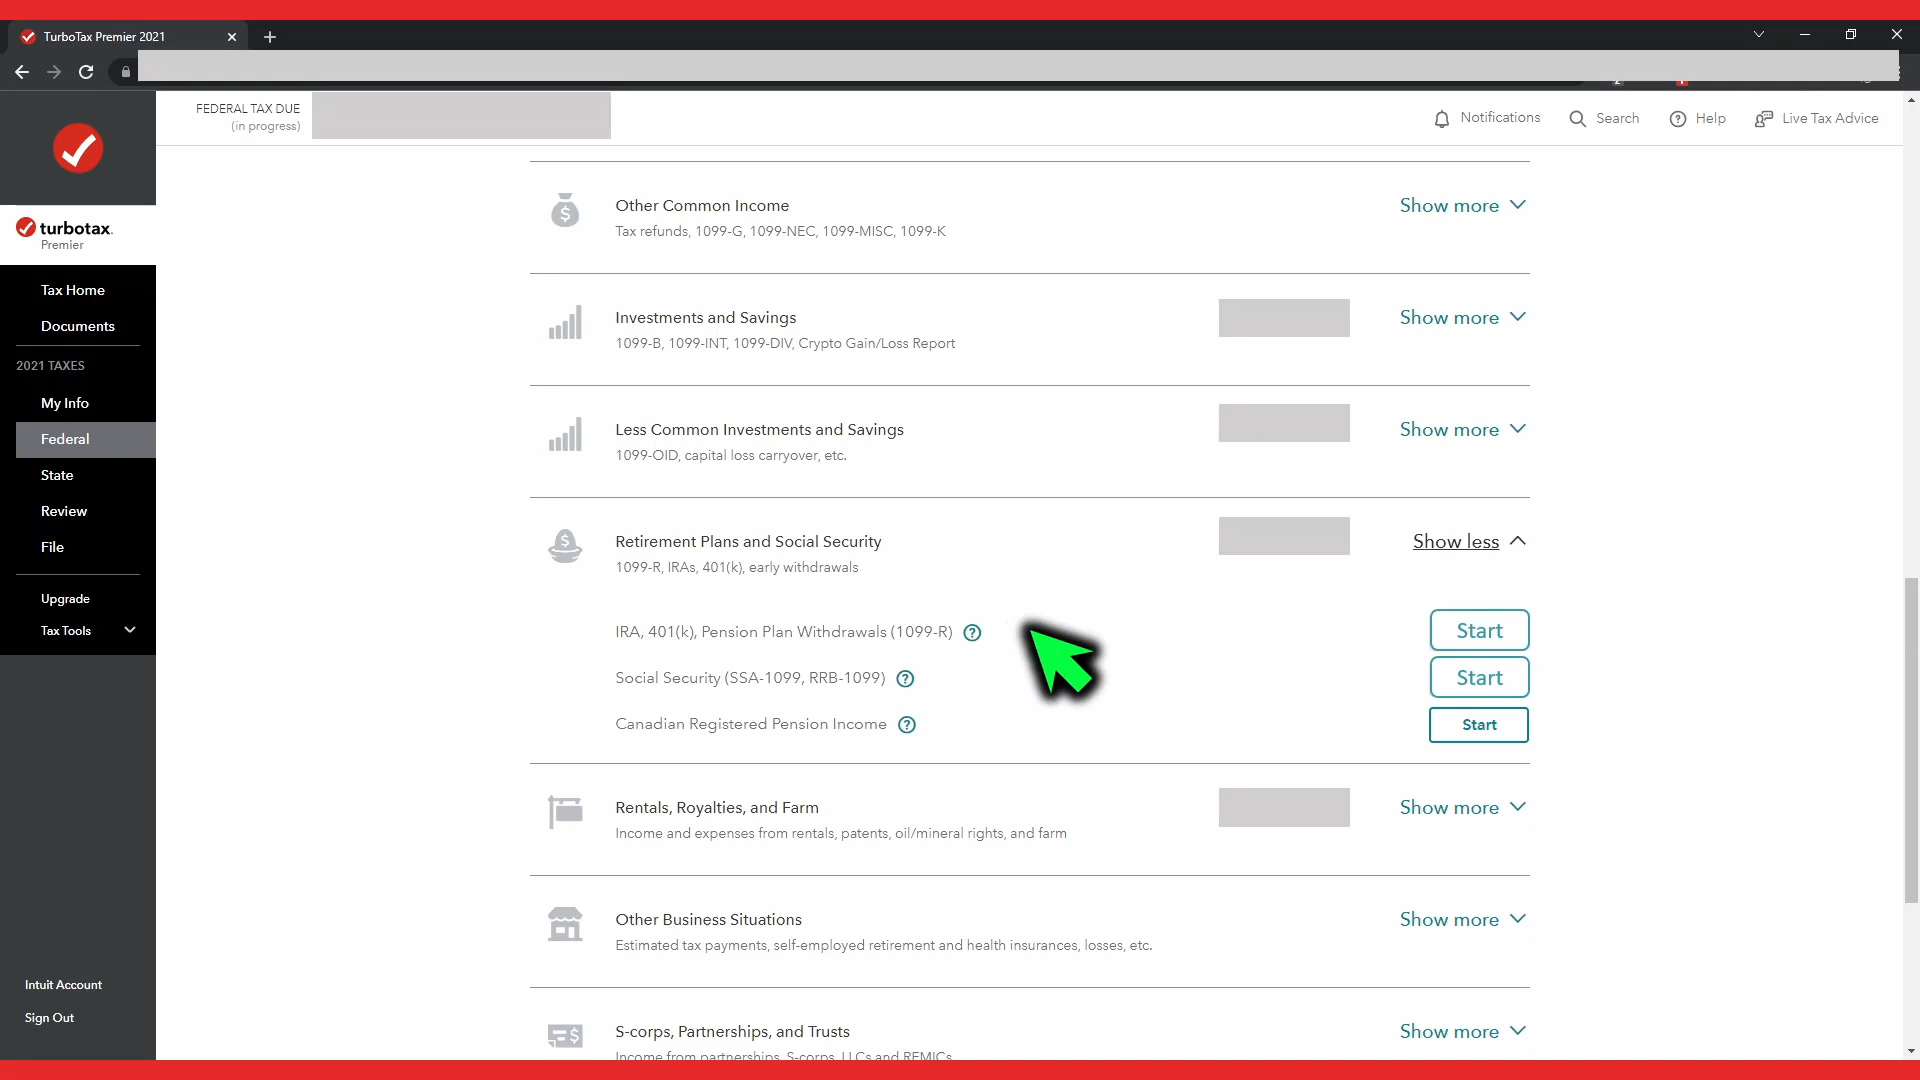 TurboTax Premier 2021
FEDERAL TAX DUE
(in progress)
Notifications
Search
Help
Live Tax Advice
turbotax.
Premier
Tax Home
Documents
2021 TAXES
My Info
Federal
State
Review
File
Upgrade
Tax Tools
Intuit Account
Sign Out
Other Common Income
Tax refunds, 1099-G, 1099-NEC, 1099-MISC, 1099-K
Show more
Investments and Savings
1099-B, 1099-INT, 1099-DIV, Crypto Gain/Loss Report
Show more
Less Common Investments and Savings
1099-OID, capital loss carryover, etc.
Show more
Retirement Plans and Social Security
1099-R, IRAs, 401(k), early withdrawals
Show less
IRA, 401(k), Pension Plan Withdrawals (1099-R) ?
Start
Social Security (SSA-1099, RRB-1099) ?
Start
Canadian Registered Pension Income ?
Start
Rentals, Royalties, and Farm
Income and expenses from rentals, patents, oil/mineral rights, and farm
Show more
Other Business Situations
Estimated tax payments, self-employed retirement and health insurances, losses, etc.
Show more
S-corps, Partnerships, and Trusts
Income from partnerships, S-corps, LLCs and REMICs
Show more